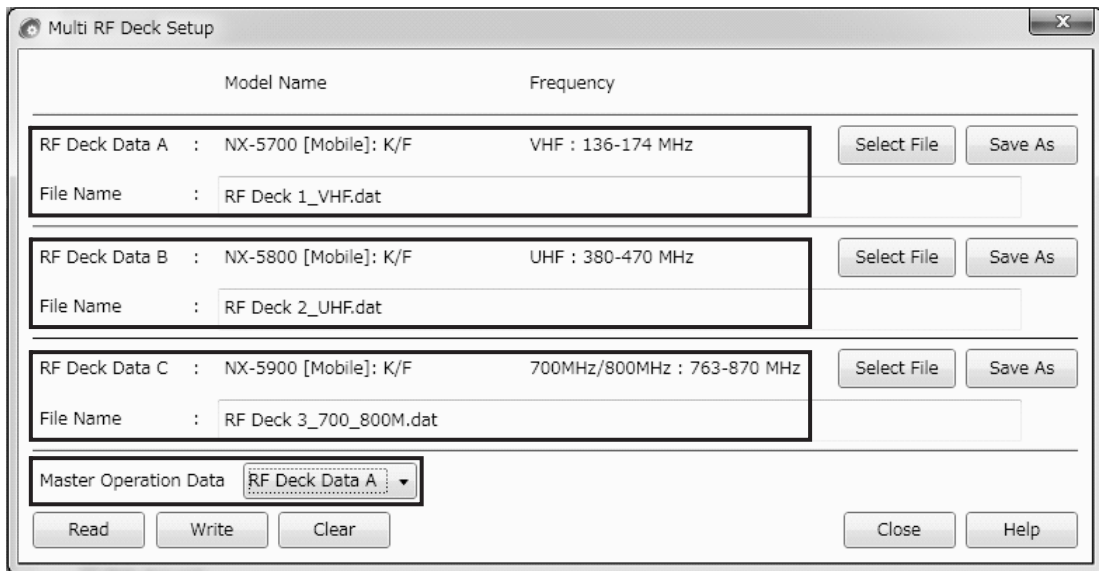 Multi RF Deck Setup
x
Model Name Frequency
RF Deck Data A : NX-5700 [Mobile]: K/F VHF : 136-174 MHz Select File Save As
File Name : RF Deck 1_VHF.dat
RF Deck Data B : NX-5800 [Mobile]: K/F UHF : 380-470 MHz Select File Save As
File Name : RF Deck 2_UHF.dat
RF Deck Data C : NX-5900 [Mobile]: K/F 700MHz/800MHz : 763-870 MHz Select File Save As
File Name : RF Deck 3_700_800M.dat
Master Operation Data RF Deck Data A
Read Write Clear Close Help